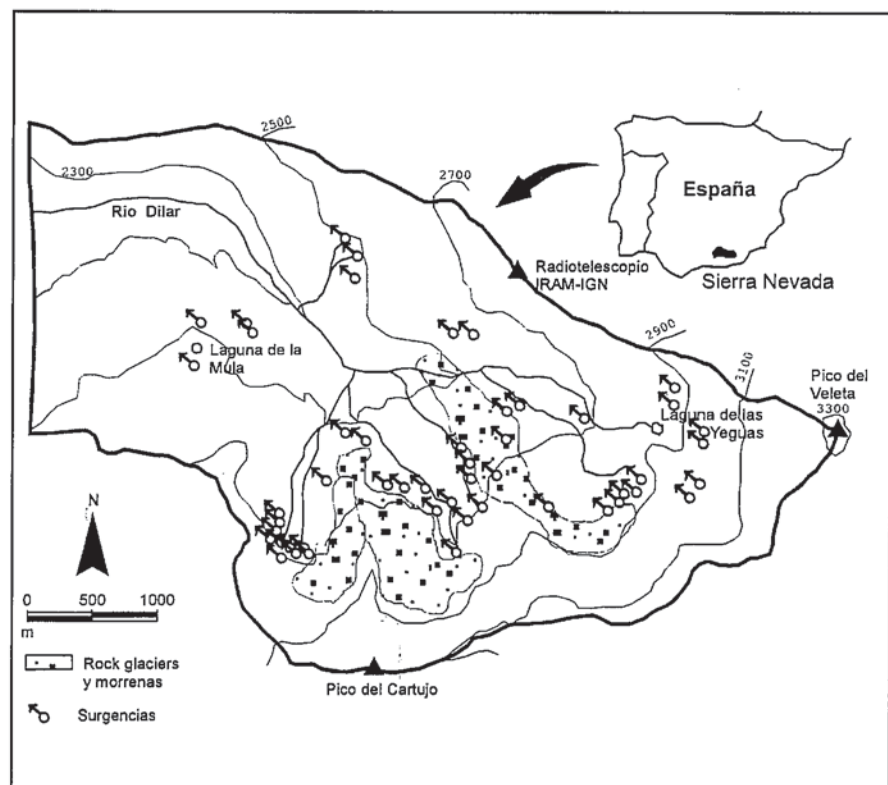 2500
2300
2700
España
Rio Dilar
Radiotelescopio
IRAM-IGN
Sierra Nevada
2900
3100
Laguna de la
Mula
Pico del
Veleta
3300
Laguna de las
Yeguas
N
0 500 1000
m
Rock glaciers
y morrenas
Pico del Cartujo
Surgencias